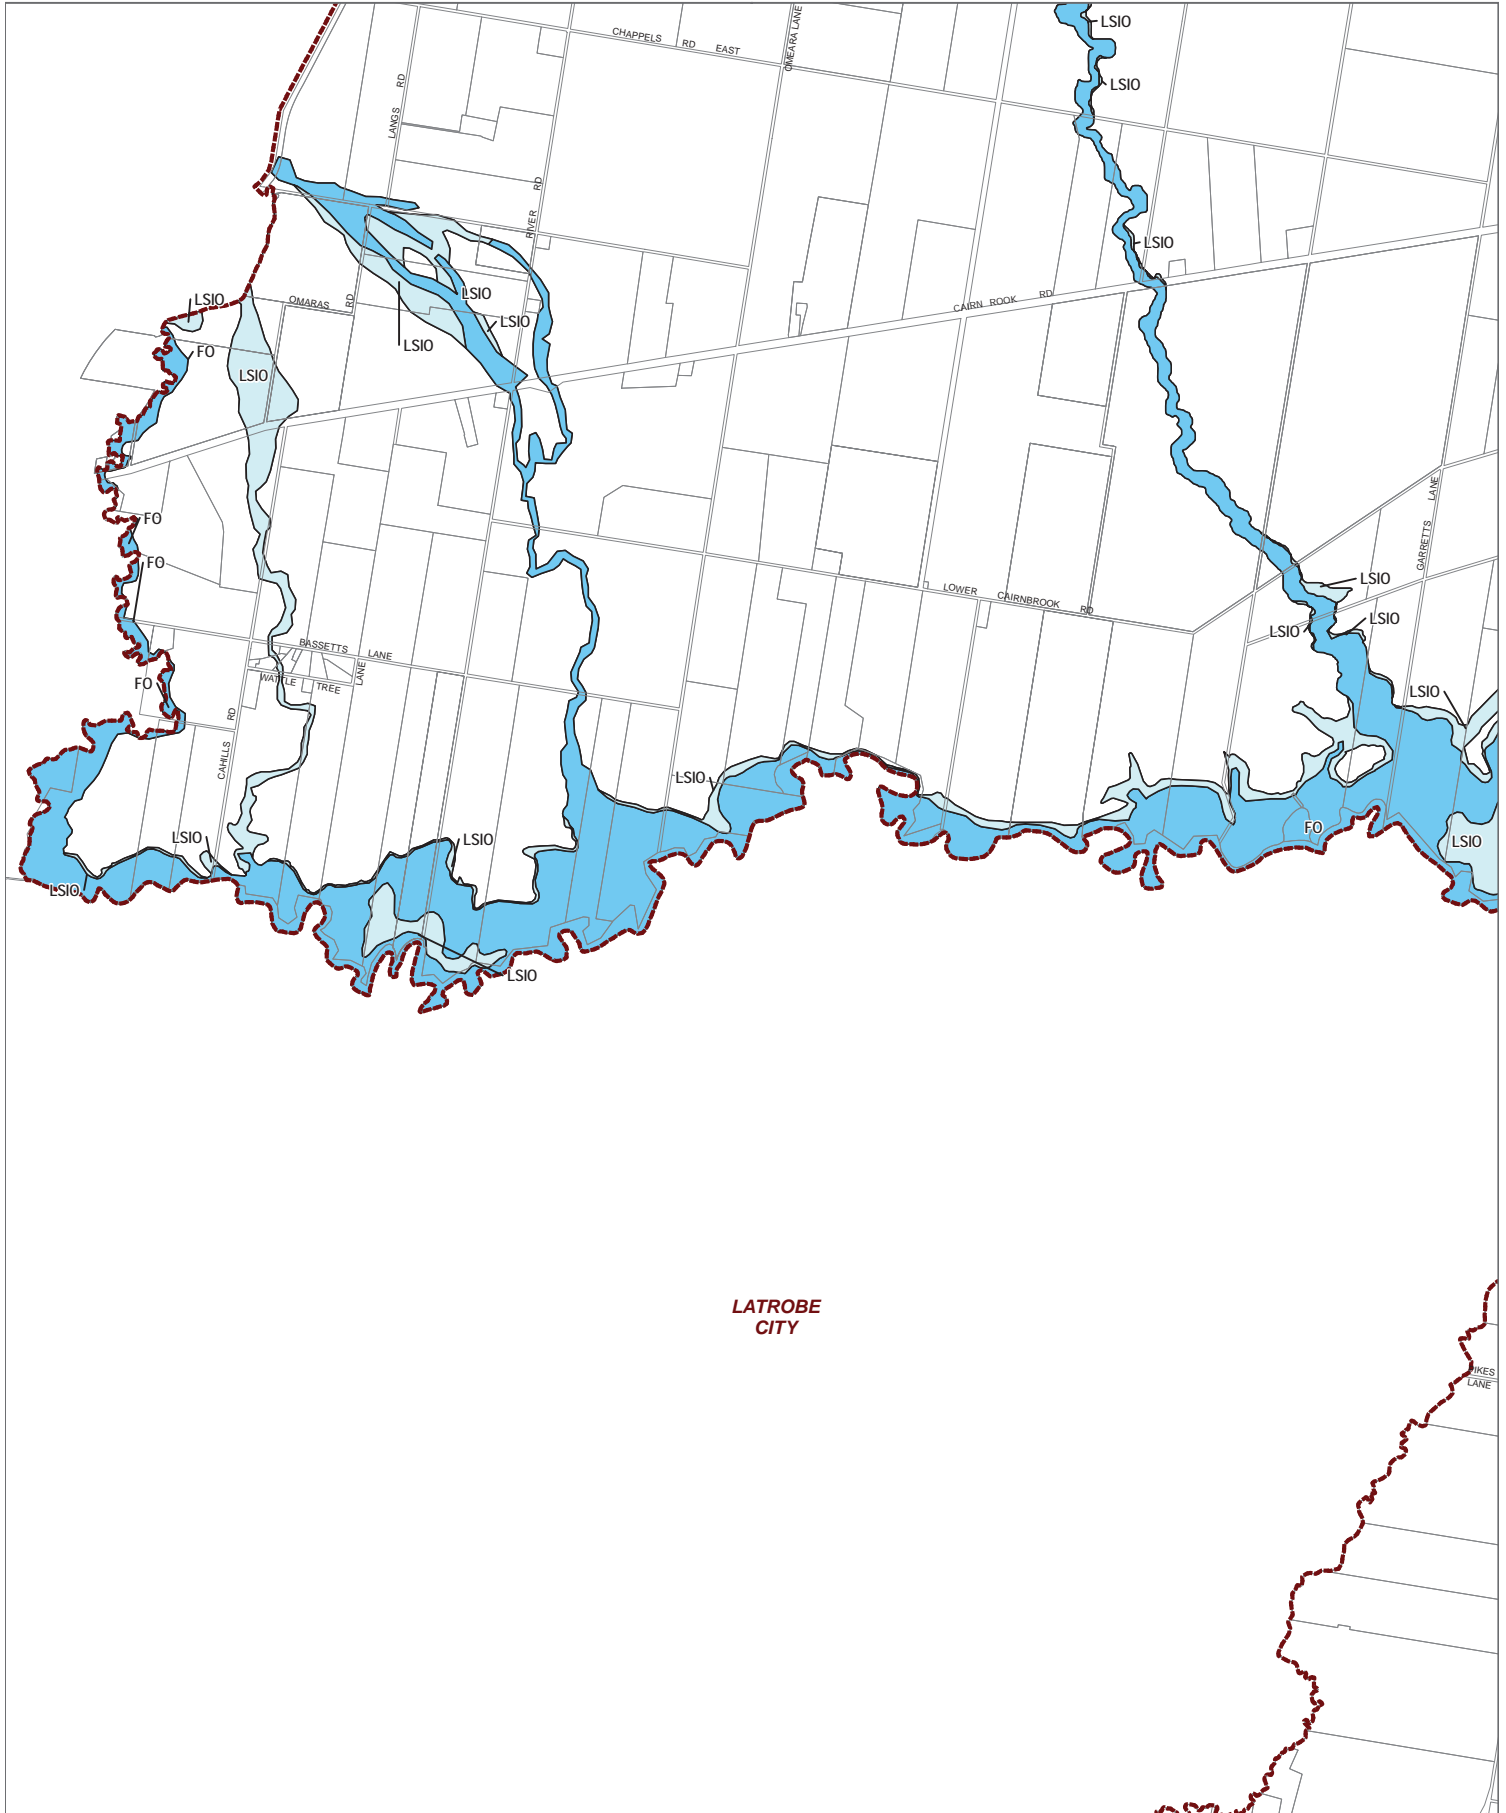 LSIO
CHAPPELS RD EAST
OMEARA LANE
LANGS RD
LSIO
RIVER RD
LSIO
LSIO
OMARAS RD
LSIO
CAIRN ROOK RD
LSIO
LSIO
FO
LSIO
GARRETTS LANE
FO
FO
LSIO
LOWER CAIRNBROOK RD
LSIO
LSIO
BASSETTS LANE
WATTLE TREE LANE
FO
LSIO
CAHILLS RD
LSIO
FO
LSIO
LSIO
LSIO
LSIO
LSIO
LATROBE
CITY
IKES
LANE